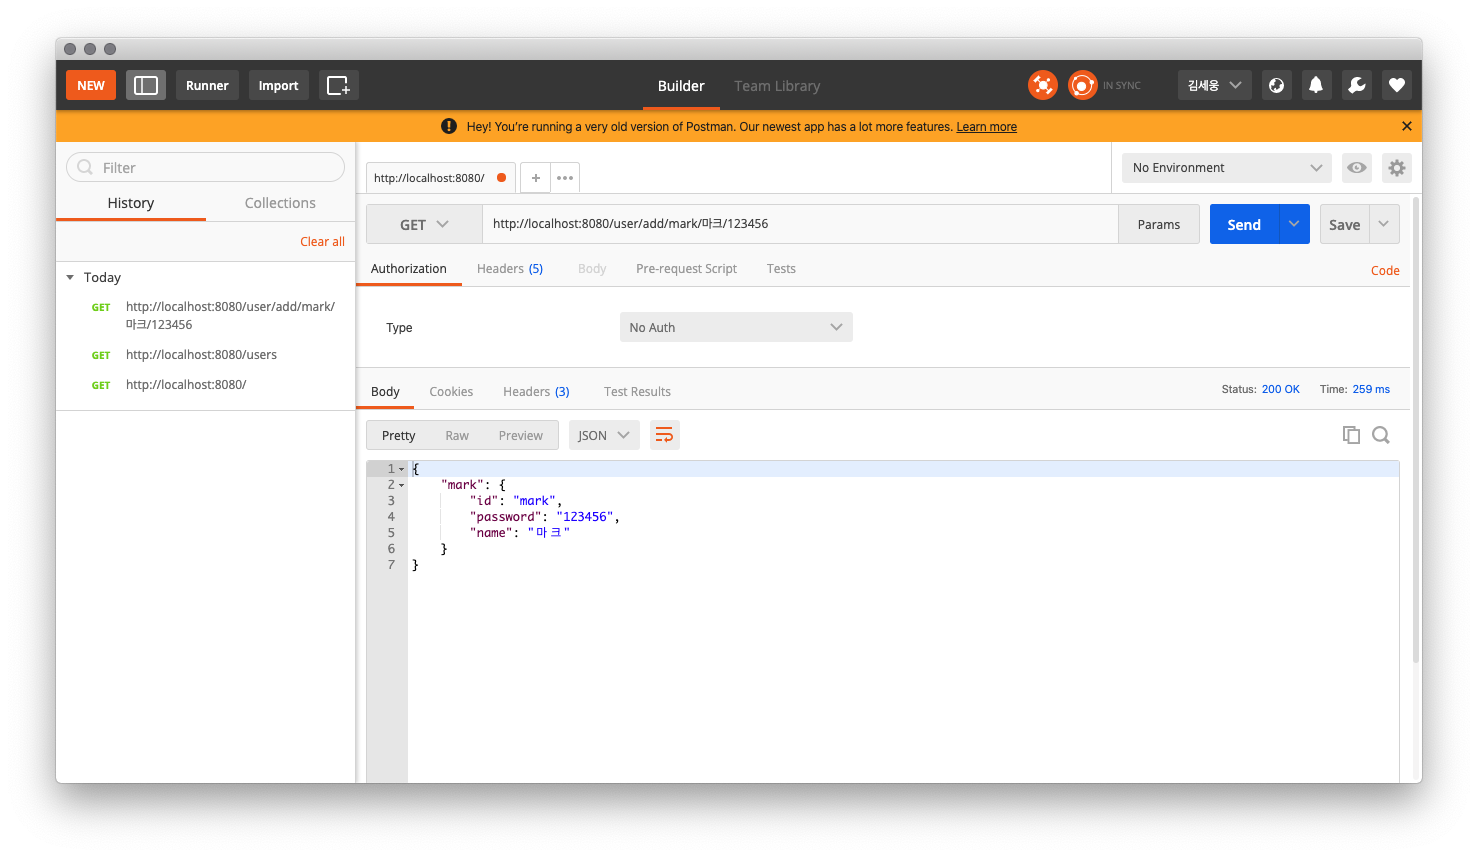 NEW
Runner
Import
Builder
Team Library
IN SYNC
김세웅
Hey! You're running a very old version of Postman. Our newest app has a lot more features. Learn more
Filter
History
Collections
Clear all
Today
GET http://localhost:8080/user/add/mark/
마크/123456
GET http://localhost:8080/users
GET http://localhost:8080/
http://localhost:8080/
No Environment
GET
http://localhost:8080/user/add/mark/마크/123456
Params
Send
Save
Authorization
Headers (5)
Body
Pre-request Script
Tests
Code
Type
No Auth
Body
Cookies
Headers (3)
Test Results
Status: 200 OK
Time: 259 ms
Pretty
Raw
Preview
JSON
1 {
2 "mark": {
3 "id": "mark",
4 "password": "123456",
5 "name": "마크"
6 }
7 }